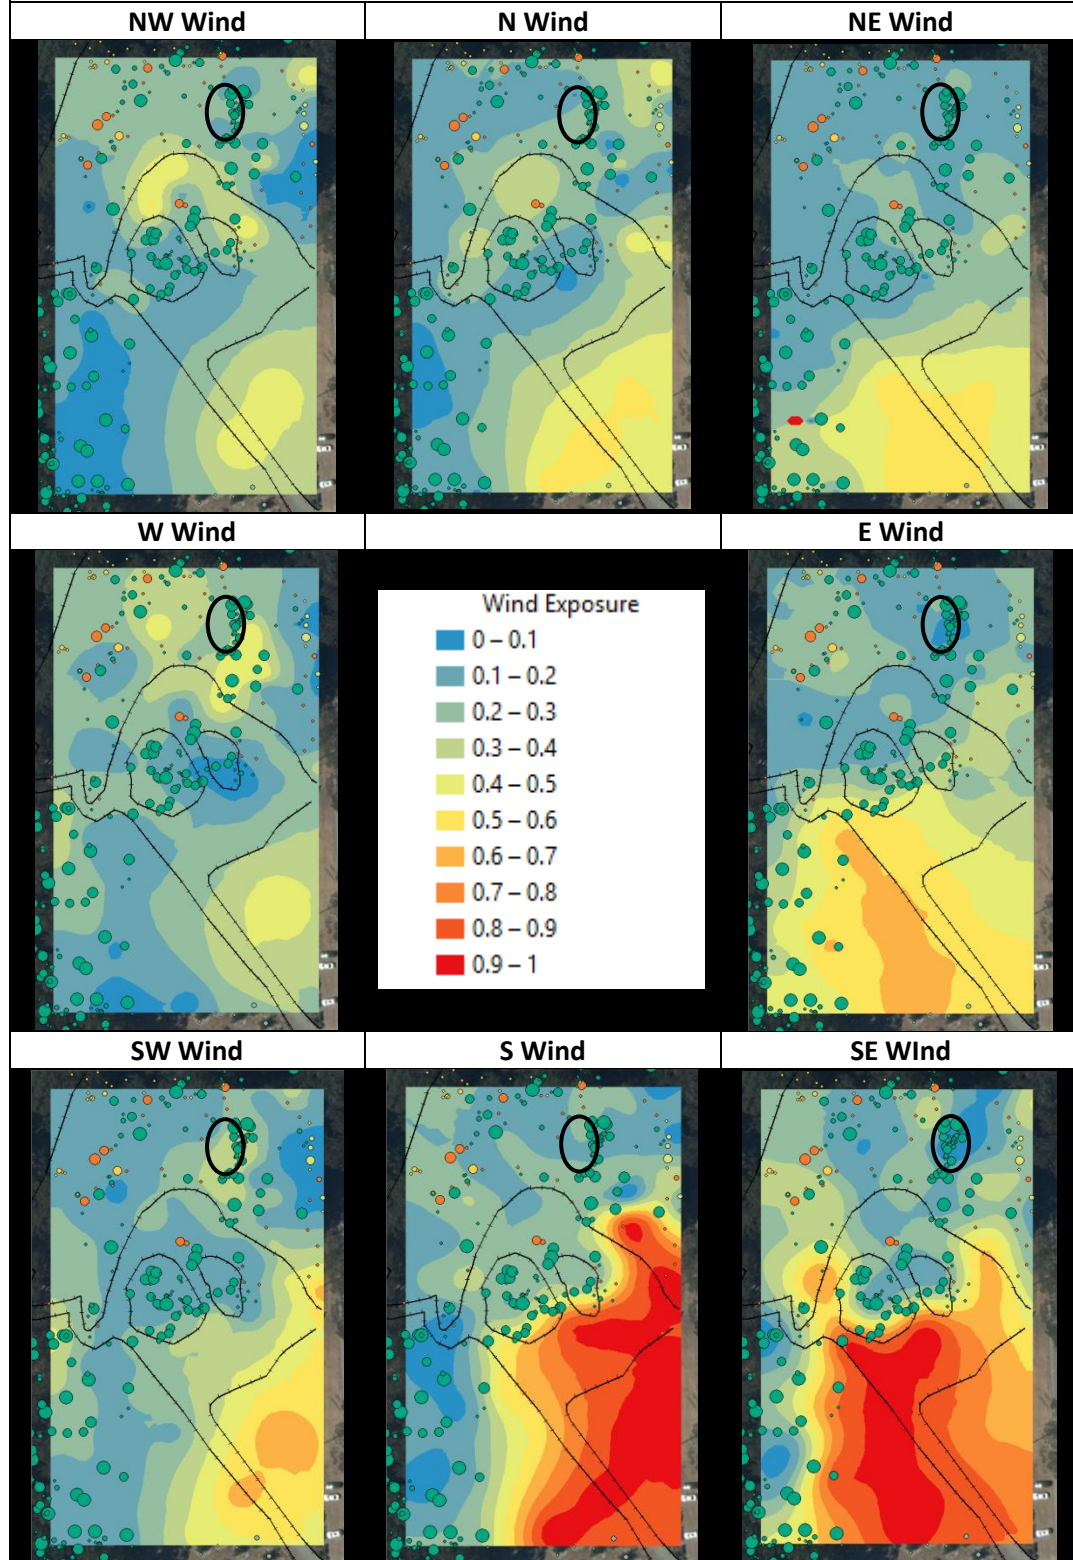 NW Wind
N Wind
NE Wind
W Wind
E Wind
Wind Exposure
0 – 0.1
0.1 – 0.2
0.2 – 0.3
0.3 – 0.4
0.4 – 0.5
0.5 – 0.6
0.6 – 0.7
0.7 – 0.8
0.8 – 0.9
0.9 – 1
SW Wind
S Wind
SE WInd